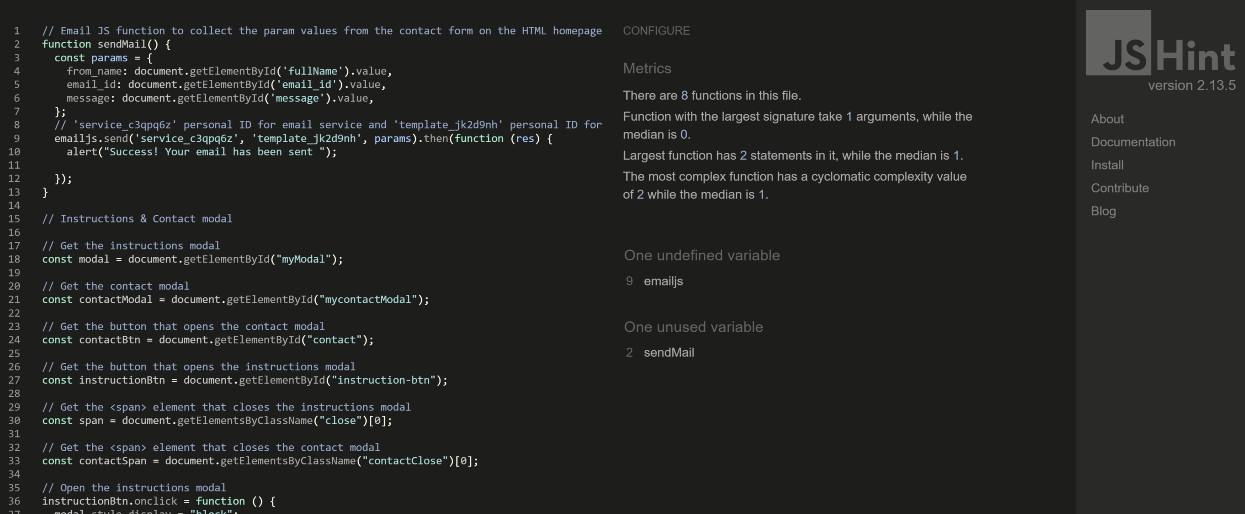 1 // Email JS function to collect the param values from the contact form on the HTML homepage
2 function sendMail() {
3 const params = {
4 from_name: document.getElementById('fullName').value,
5 email_id: document.getElementById('email_id').value,
6 message: document.getElementById('message').value,
7 };
8 // 'service_c3qpq6z' personal ID for email service and 'template_jk2d9nh' personal ID for
9 emailjs.send('service_c3qpq6z', 'template_jk2d9nh', params).then(function (res) {
10 alert("Success! Your email has been sent ");
11
12 });
13 }
14
15 // Instructions & Contact modal
16
17 // Get the instructions modal
18 const modal = document.getElementById("myModal");
19
20 // Get the contact modal
21 const contactModal = document.getElementById("mycontactModal");
22
23 // Get the button that opens the contact modal
24 const contactBtn = document.getElementById("contact");
25
26 // Get the button that opens the instructions modal
27 const instructionBtn = document.getElementById("instruction-btn");
28
29 // Get the <span> element that closes the instructions modal
30 const span = document.getElementsByClassName("close")[0];
31
32 // Get the <span> element that closes the contact modal
33 const contactSpan = document.getElementsByClassName("contactClose")[0];
34
35 // Open the instructions modal
36 instructionBtn.onclick = function () {
37 modal.style.display = "block";
CONFIGURE
Metrics
There are 8 functions in this file.
Function with the largest signature take 1 arguments, while the
median is 0.
Largest function has 2 statements in it, while the median is 1.
The most complex function has a cyclomatic complexity value
of 2 while the median is 1.
One undefined variable
9 emailjs
One unused variable
2 sendMail
JSHint
version 2.13.5
About
Documentation
Install
Contribute
Blog